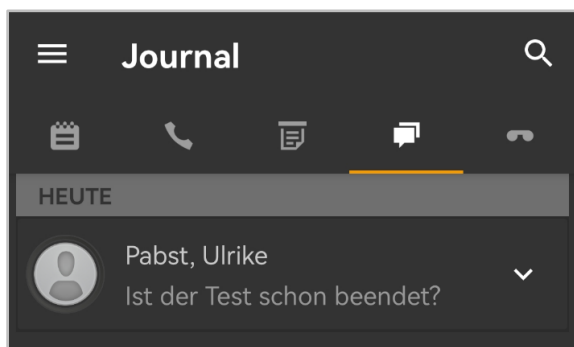 Journal
HEUTE
Pabst, Ulrike
Ist der Test schon beendet?